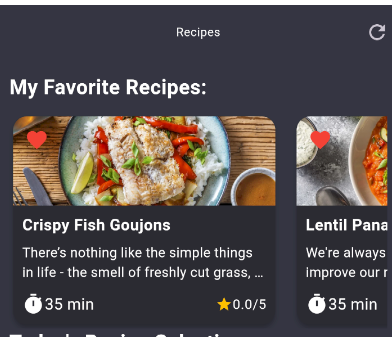 Recipes
My Favorite Recipes:
Crispy Fish Goujons
There's nothing like the simple things
in life - the smell of freshly cut grass, ...
35 min
0.0/5
Lentil Pana
We're always
improve our r
35 min